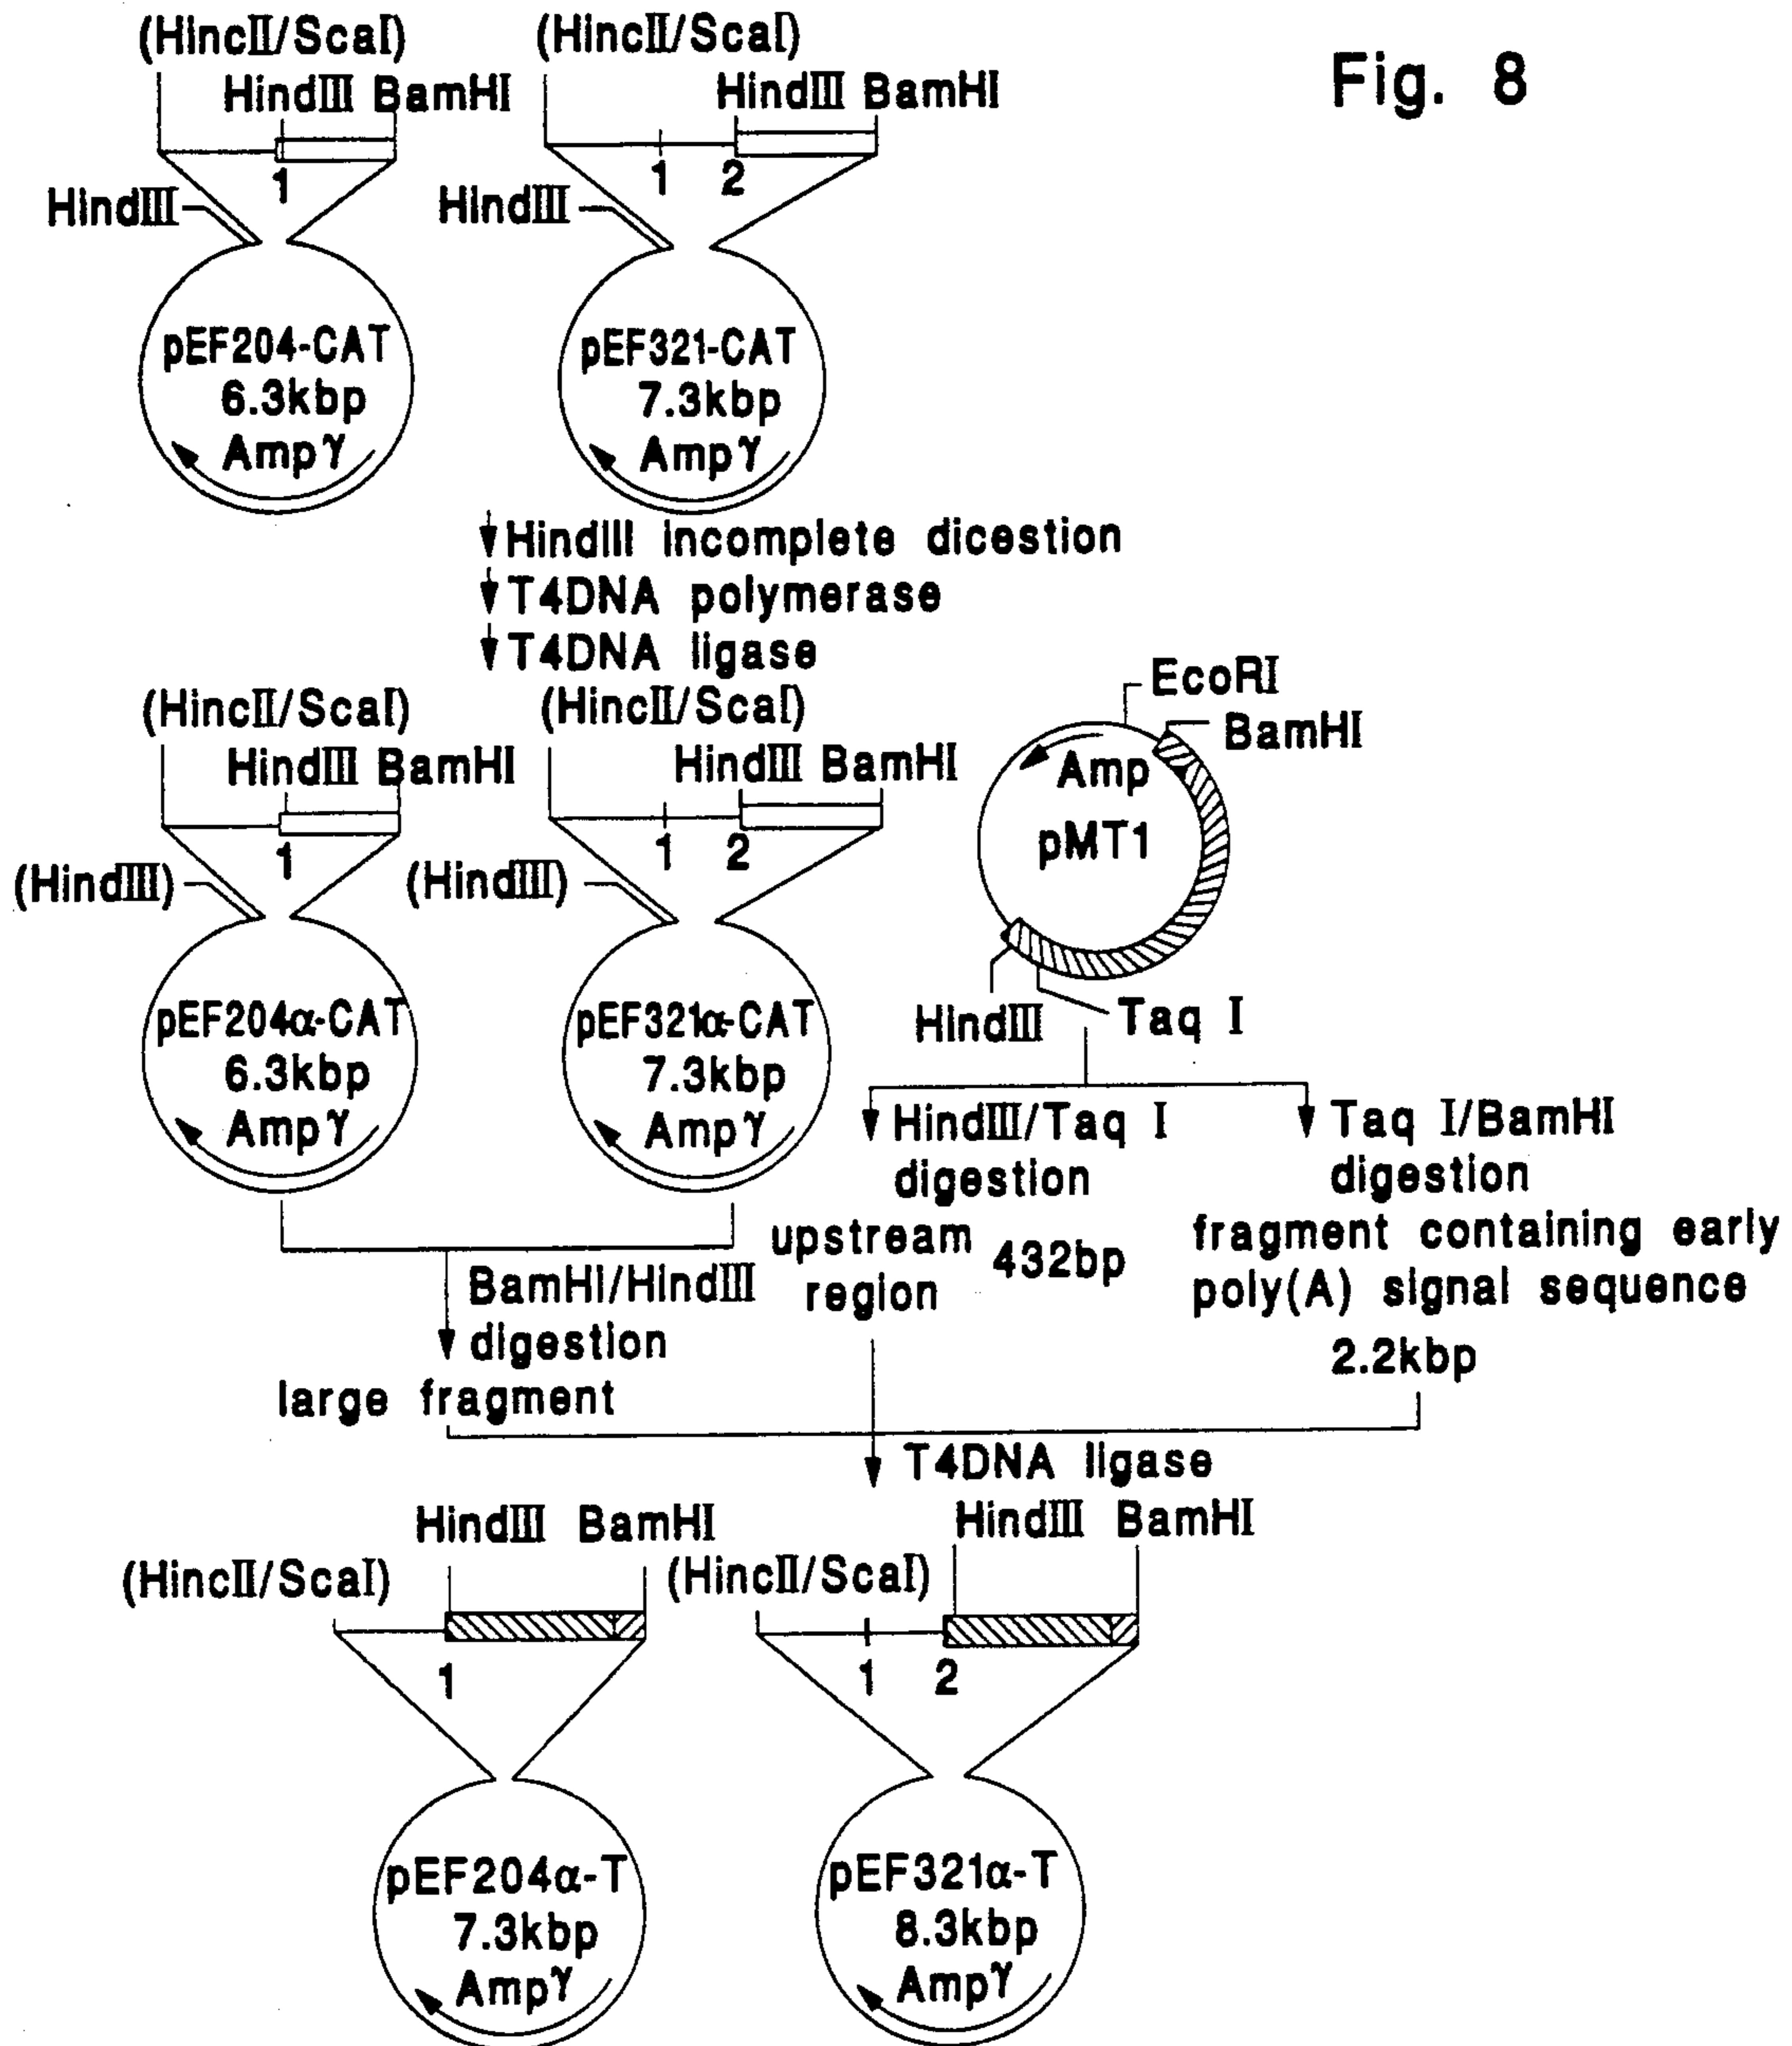 Fig. 8
(HincⅡ/ScaⅠ)
HindⅢ BamHI
HindⅢ
1
pEF204-CAT
6.3kbp
Ampγ
(HincⅡ/ScaⅠ)
HindⅢ BamHI
HindⅢ
1 2
pEF321-CAT
7.3kbp
Ampγ
HindIII incomplete dicestion
T4DNA polymerase
T4DNA ligase
(HincⅡ/ScaⅠ)
HindⅢ BamHI
(HindⅢ)
1
pEF204α-CAT
6.3kbp
Ampγ
(HincⅡ/ScaⅠ)
HindⅢ BamHI
(HindⅢ)
1 2
pEF321α-CAT
7.3kbp
Ampγ
EcoRI
BamHI
Amp
pMT1
HindⅢ
Taq I
BamHI/HindⅢ
digestion
large fragment
HindⅢ/Taq I
digestion
upstream
region
432bp
Taq I/BamHI
digestion
fragment containing early
poly(A) signal sequence
2.2kbp
T4DNA ligase
HindⅢ BamHI
(HincⅡ/ScaⅠ)
1
pEF204α-T
7.3kbp
Ampγ
HindⅢ BamHI
(HincⅡ/ScaⅠ)
1 2
pEF321α-T
8.3kbp
Ampγ